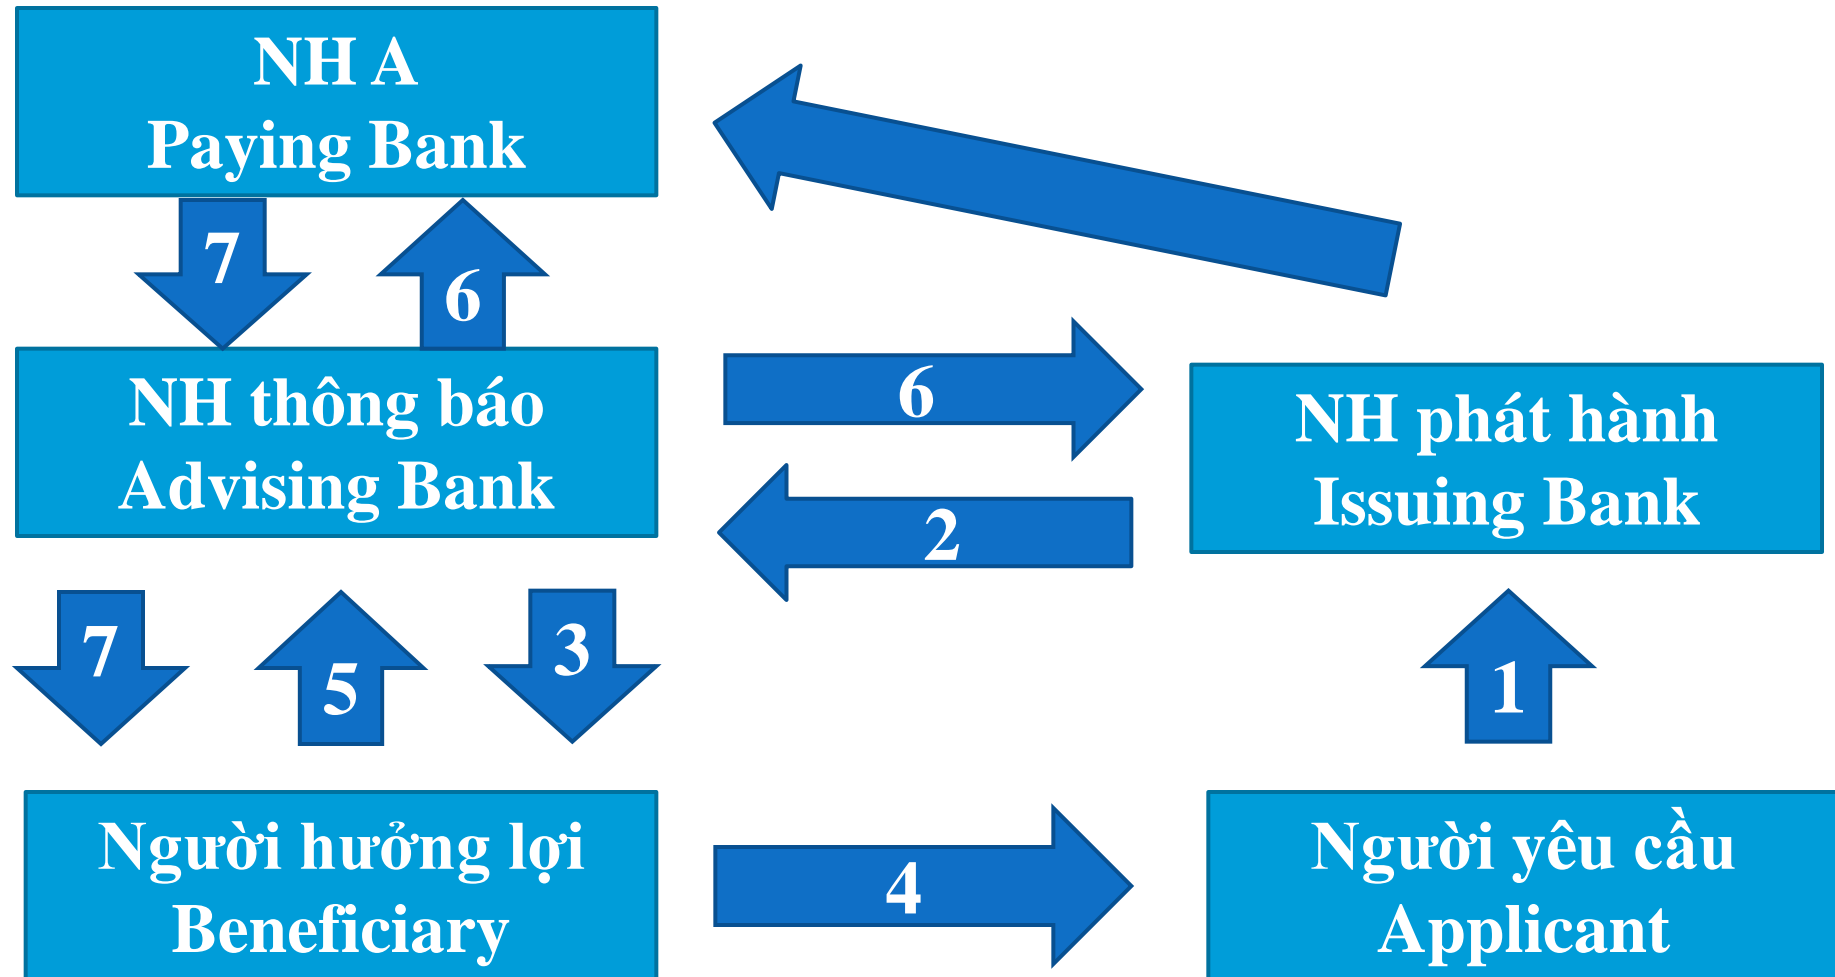 NH A
Paying Bank
7
6
NH thông báo
Advising Bank
6
2
NH phát hành
Issuing Bank
7
5
3
1
Người hưởng lợi
Beneficiary
4
Người yêu cầu
Applicant